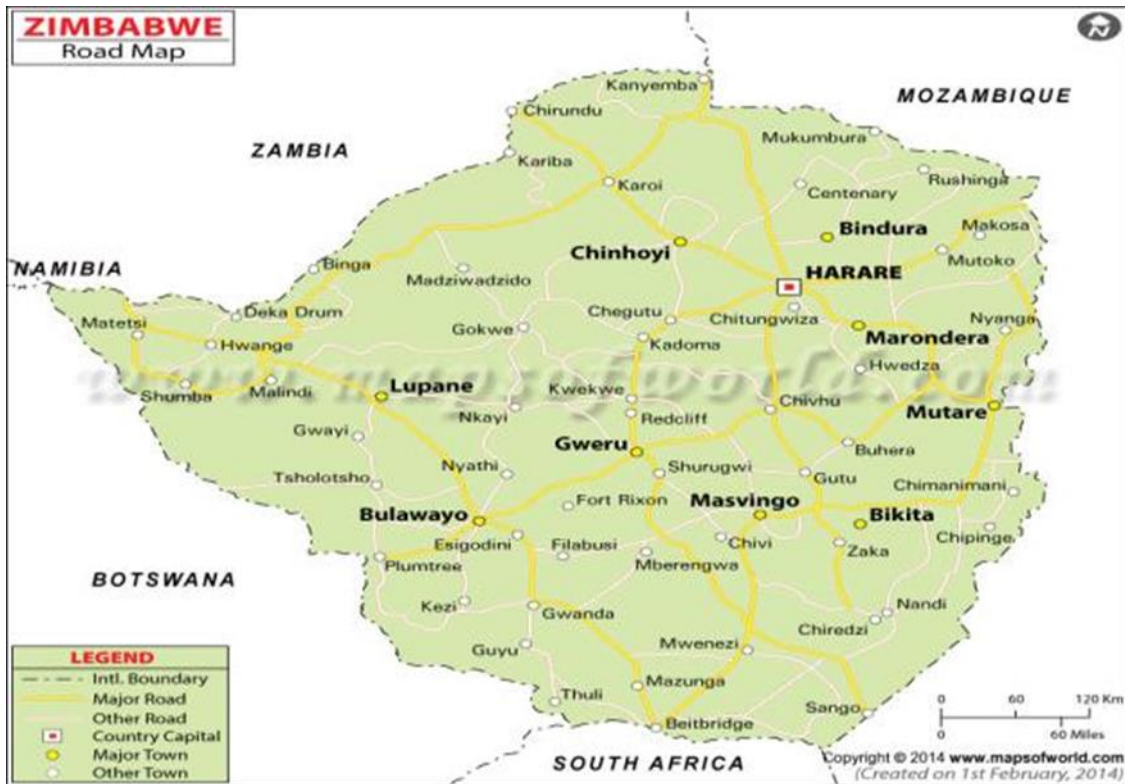 ZIMBABWE
Road Map
N
MOZAMBIQUE
ZAMBIA
NAMIBIA
BOTSWANA
SOUTH AFRICA
Kanyemba
Chirundu
Mukumbura
Kariba
Karoi
Centenary
Rushinga
Bindura
Makosa
Chinhoyi
Mutoko
HARARE
Binga
Madziwadzido
Deka Drum
Chegutu
Chitungwiza
Matetsi
Gokwe
Marondera
Nyanga
Hwange
Kadoma
Hwedza
www.mapsofworld.com
Shumba
Malindi
Lupane
Kwekwe
Nkayi
Redcliff
Chivhu
Mutare
Gwayi
Gweru
Buhera
Tsholotsho
Nyathi
Shurugwi
Gutu
Chimanimani
Fort Rixon
Masvingo
Bulawayo
Bikita
Esigodini
Filabusi
Chivi
Zaka
Chipinge
Plumtree
Mberengwa
Kezi
Gwanda
Nandi
Chiredzi
Guyu
Mwenezi
Thuli
Mazunga
Sango
Beitbridge
LEGEND
Intl. Boundary
Major Road
Other Road
Country Capital
Major Town
Other Town
0 60 120 Km
0 60 Miles
Copyright © 2014 www.mapsofworld.com
(Created on 1st February, 2014)